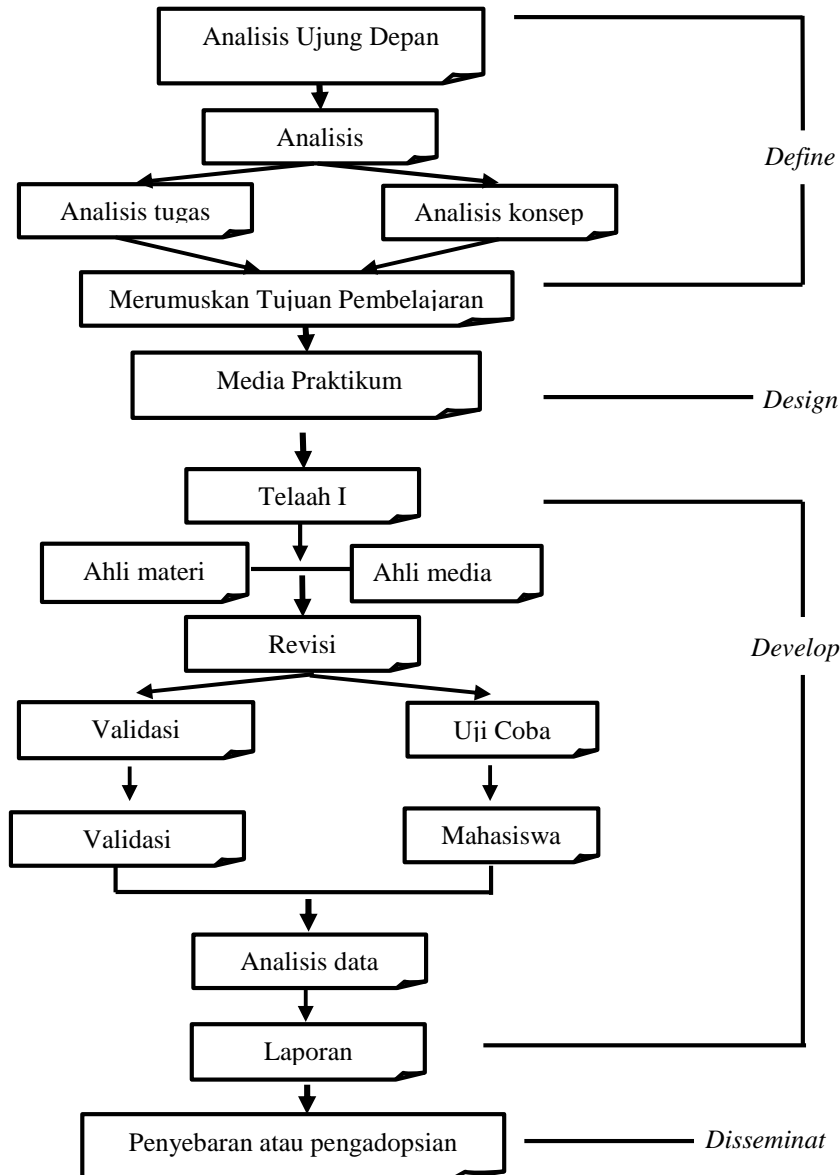 Analisis Ujung Depan
Analisis
Define
Analisis tugas
Analisis konsep
Merumuskan Tujuan Pembelajaran
Media Praktikum
Design
Telaah I
Ahli materi
Ahli media
Revisi
Develop
Validasi
Uji Coba
Validasi
Mahasiswa
Analisis data
Laporan
Penyebaran atau pengadopsian
Disseminat